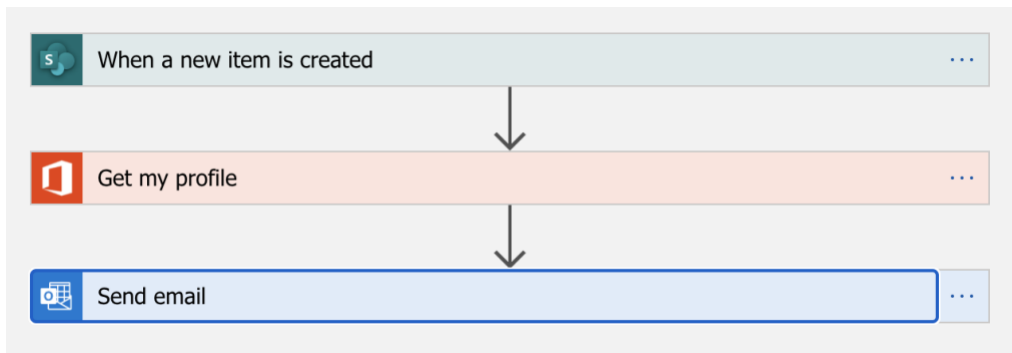 S
When a new item is created
...
Get my profile
...
Send email
...